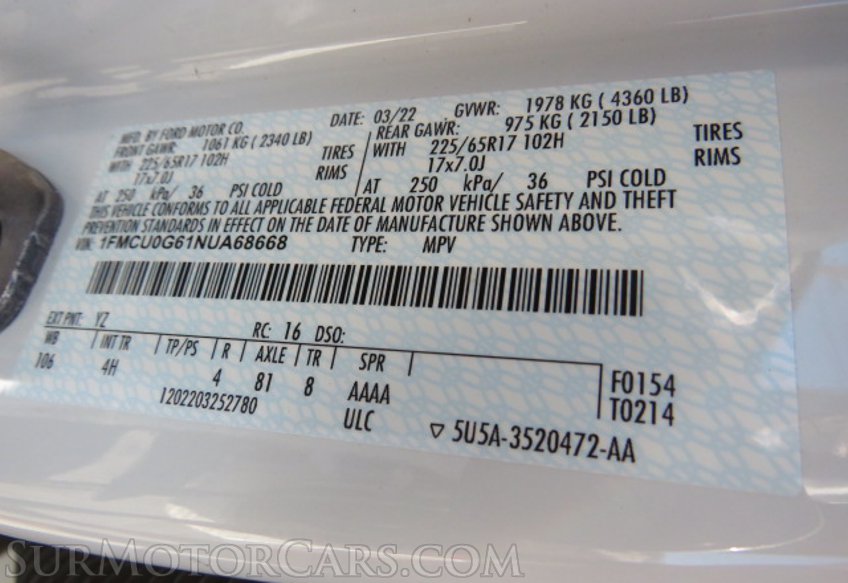 MFD. BY FORD MOTOR CO. DATE: 03/22 GVWR: 1978 KG ( 4360 LB)
FRONT GAWR: 1061 KG ( 2340 LB) REAR GAWR: 975 KG ( 2150 LB)
WITH 225/65R17 102H TIRES WITH 225/65R17 102H TIRES
17x7.0J RIMS 17x7.0J RIMS
AT 250 kPa/ 36 PSI COLD AT 250 kPa/ 36 PSI COLD
THIS VEHICLE CONFORMS TO ALL APPLICABLE FEDERAL MOTOR VEHICLE SAFETY AND THEFT
PREVENTION STANDARDS IN EFFECT ON THE DATE OF MANUFACTURE SHOWN ABOVE.
VIN: 1FMCU0G61NUA68668 TYPE: MPV
EXT PNT: YZ RC: 16 DSO:
WB INT TR TP/PS R AXLE TR SPR
106 4H 4 81 8 AAAA
F0154
T0214
1202203252780 ULC
▽ 5U5A-3520472-AA
SURMOTORCARS.COM